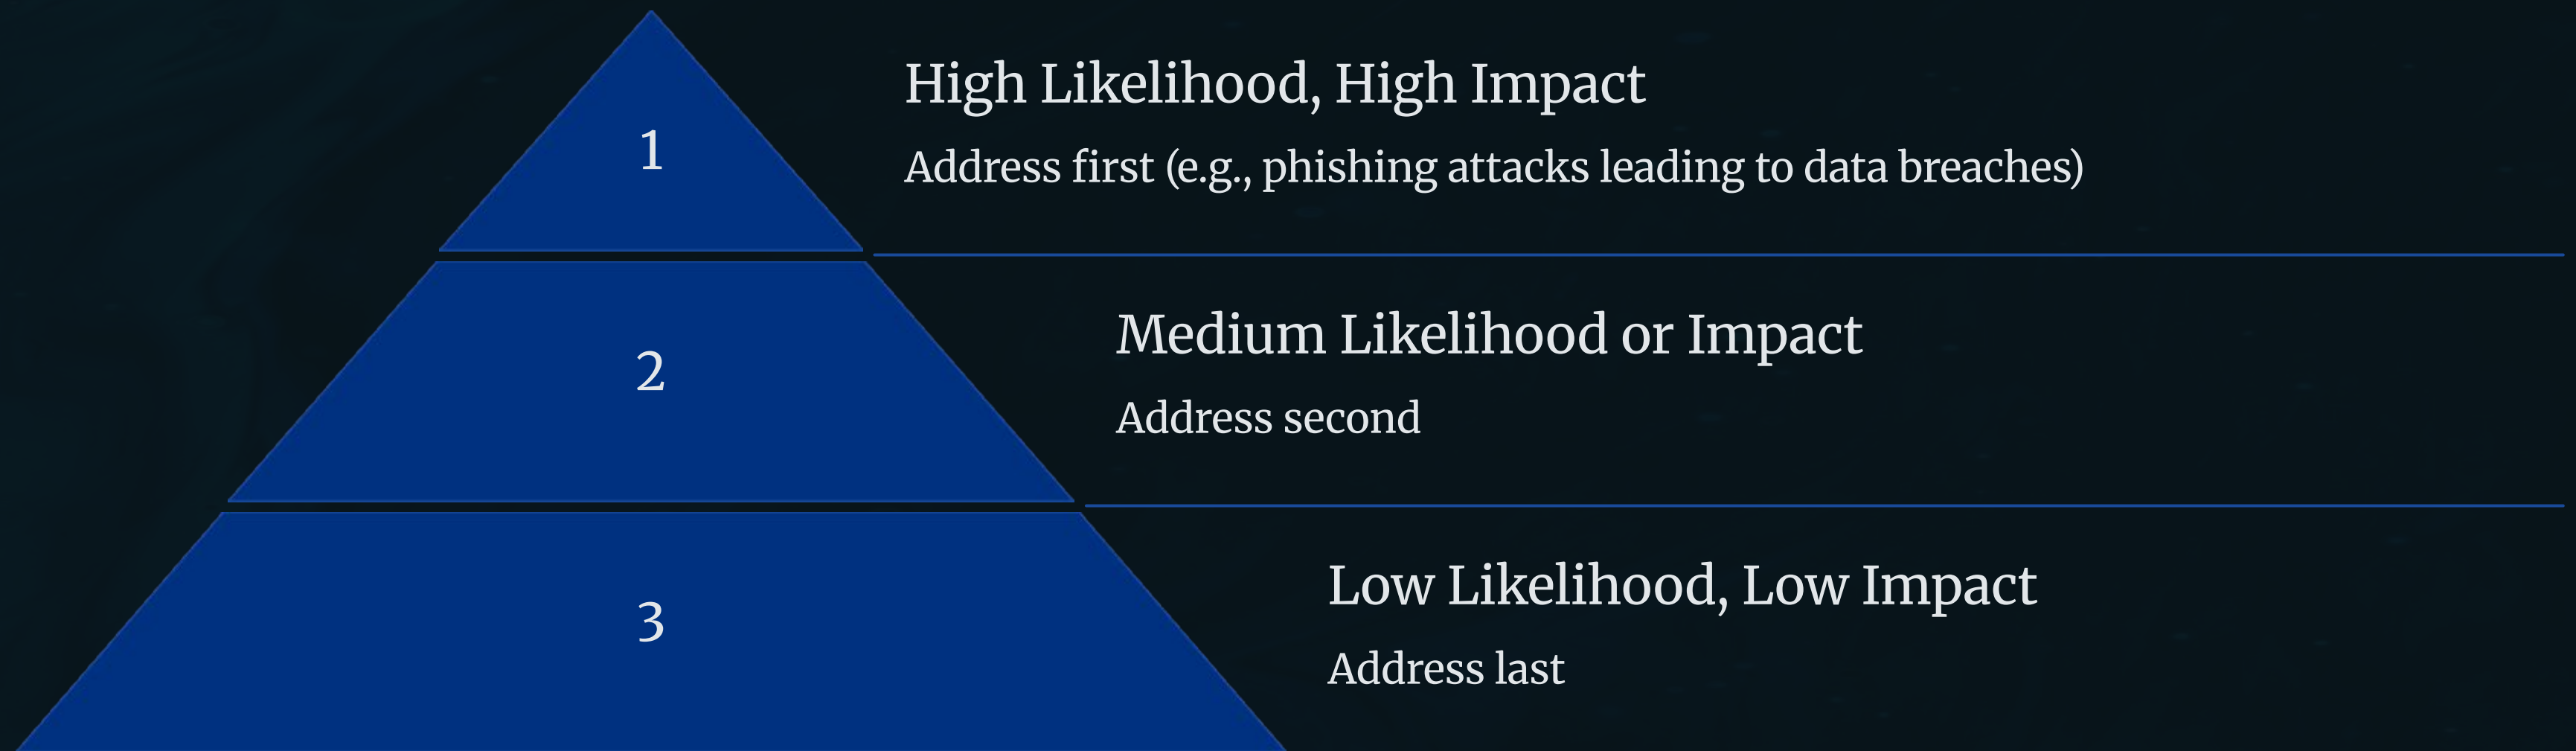 1
High Likelihood, High Impact
Address first (e.g., phishing attacks leading to data breaches)
2
Medium Likelihood or Impact
Address second
3
Low Likelihood, Low Impact
Address last